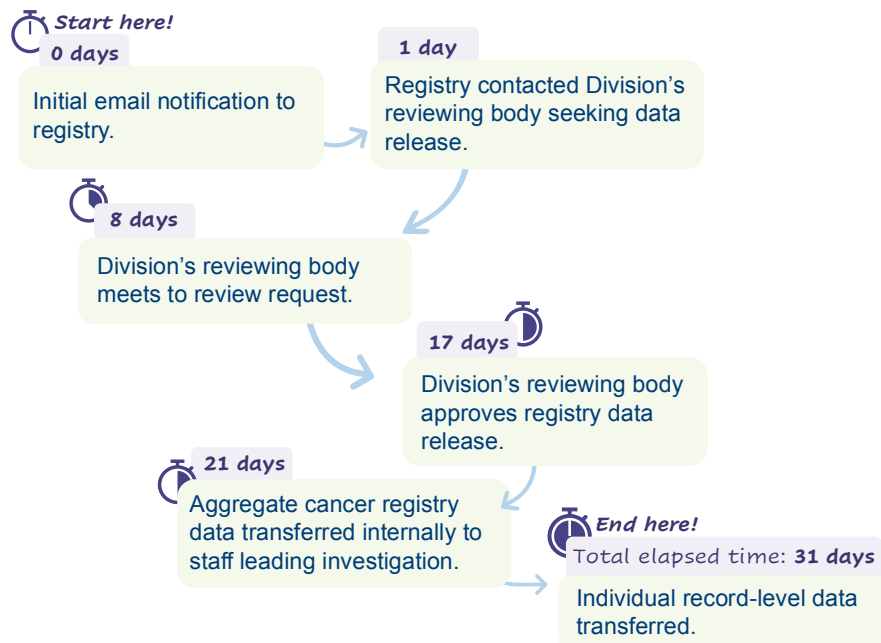 Start here!
0 days
Initial email notification to
registry.
1 day
Registry contacted Division’s
reviewing body seeking data
release.
8 days
Division’s reviewing body
meets to review request.
17 days
Division’s reviewing body
approves registry data
release.
21 days
Aggregate cancer registry
data transferred internally to
staff leading investigation.
End here!
Total elapsed time: 31 days
Individual record-level data
transferred.